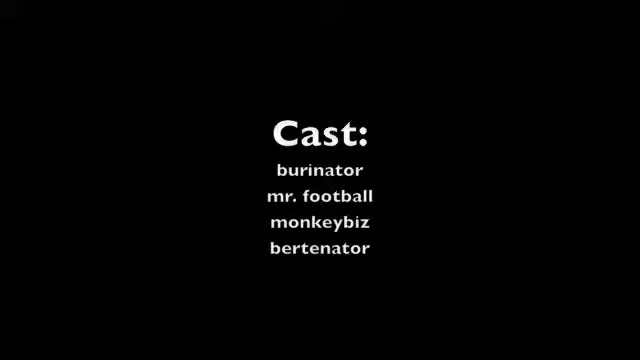 Cast:
burinator
mr. football
monkeybiz
bertenator